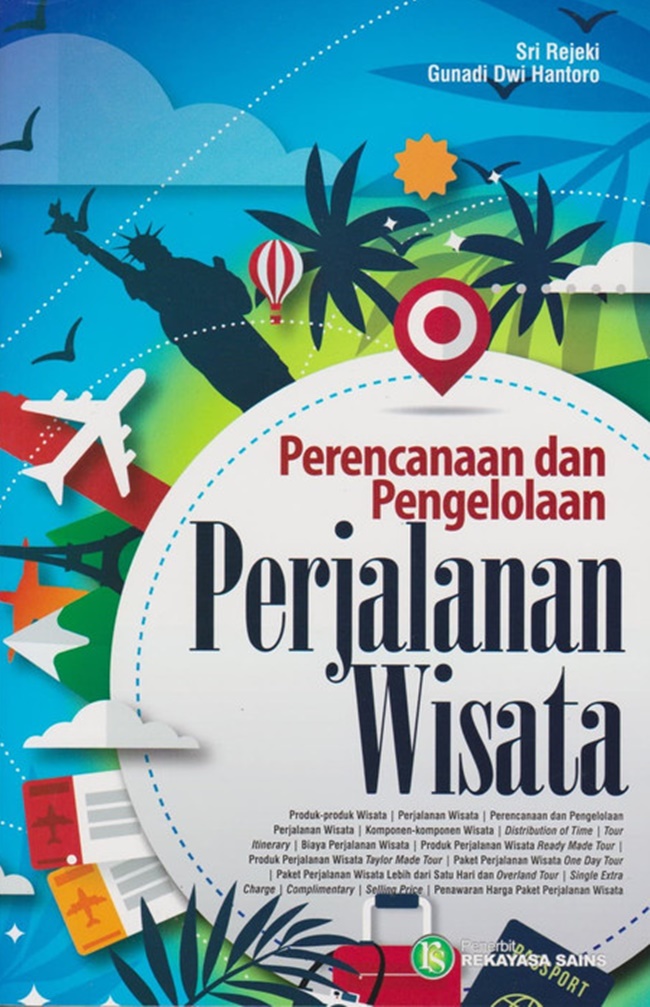 Sri Rejeki
Gunadi Dwi Hantoro
Perencanaan dan
Pengelolaan
Perjalanan
Wisata
Produk-produk Wisata | Perjalanan Wisata | Perencanaan dan Pengelolaan
Perjalanan Wisata | Komponen-komponen Wisata | Distribution of Time | Tour
Itinerary | Biaya Perjalanan Wisata | Produk Perjalanan Wisata Ready Made Tour |
Produk Perjalanan Wisata Taylor Made Tour | Paket Perjalanan Wisata One Day Tour
| Paket Perjalanan Wisata Lebih dari Satu Hari dan Overland Tour | Single Extra
Charge | Complimentary | Selling Price | Penawaran Harga Paket Perjalanan Wisata
rs
Penerbit
REKAYASA SAINS
PASSPORT